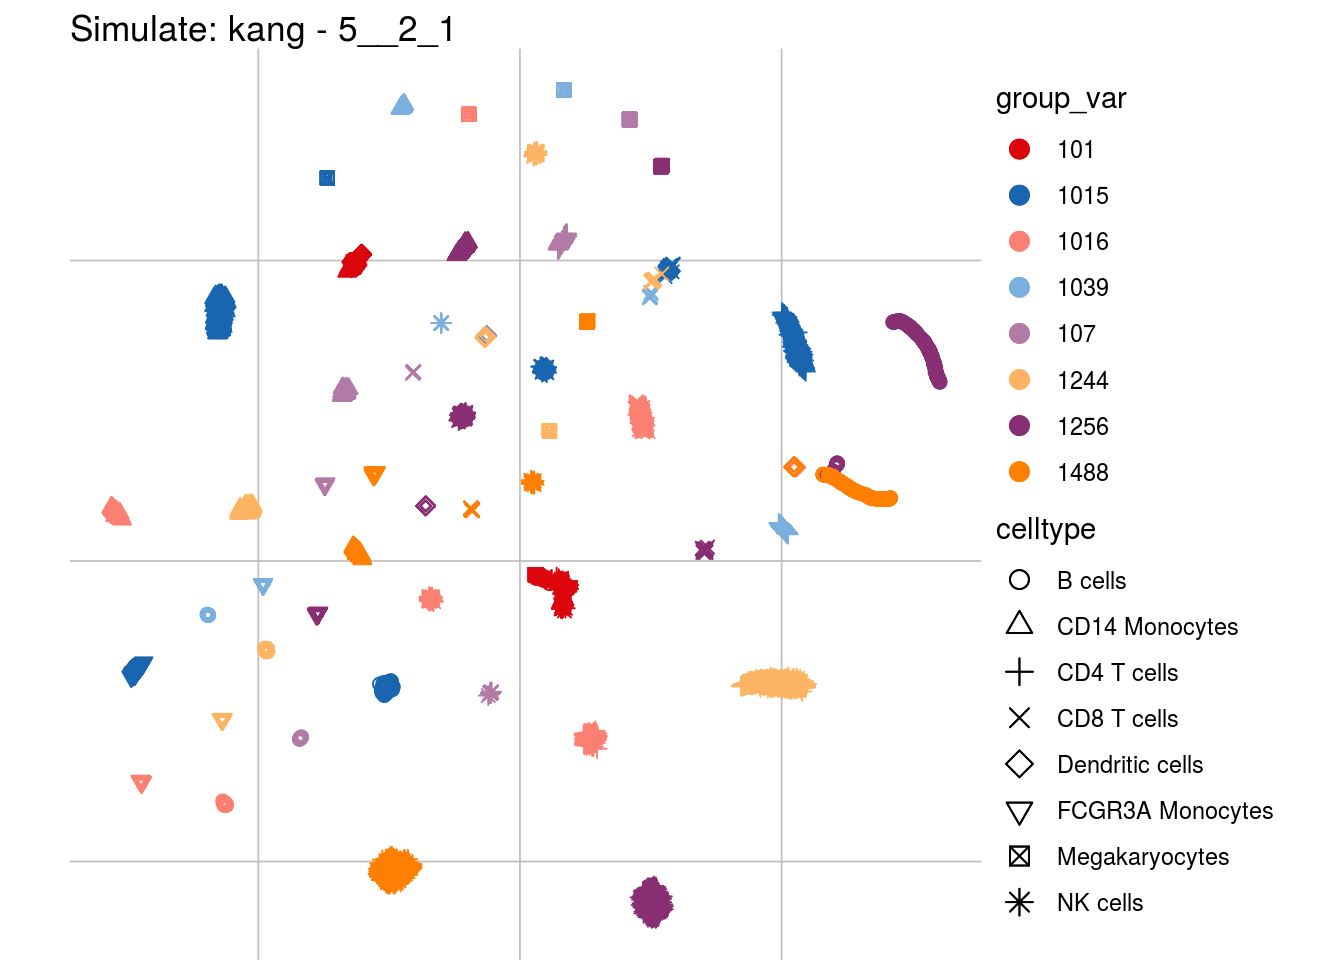 Simulate: kang - 5__2_1
group_var
101
1015
1016
1039
107
1244
1256
1488
celltype
B cells
CD14 Monocytes
CD4 T cells
CD8 T cells
Dendritic cells
FCGR3A Monocytes
Megakaryocytes
NK cells